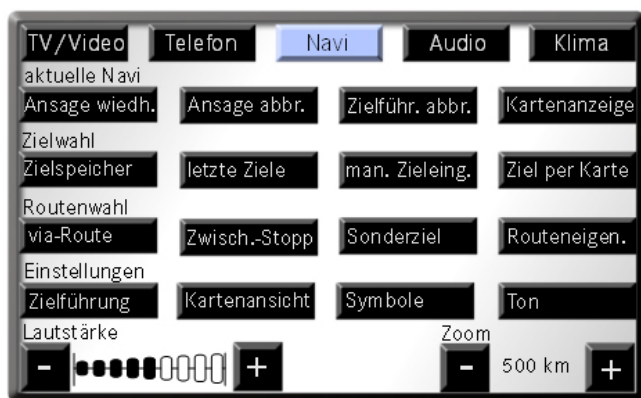 TV/Video Telefon Navi Audio Klima
aktuelle Navi
Ansage wiedh. Ansage abbr. Zielführ. abbr. Kartenanzeige
Zielwahl
Zielspeicher letzte Ziele man. Zieleing. Ziel per Karte
Routenwahl
via-Route Zwisch.-Stopp Sonderziel Routeneigen.
Einstellungen
Zielführung Kartenansicht Symbole Ton
Lautstärke Zoom
- + - 500 km +